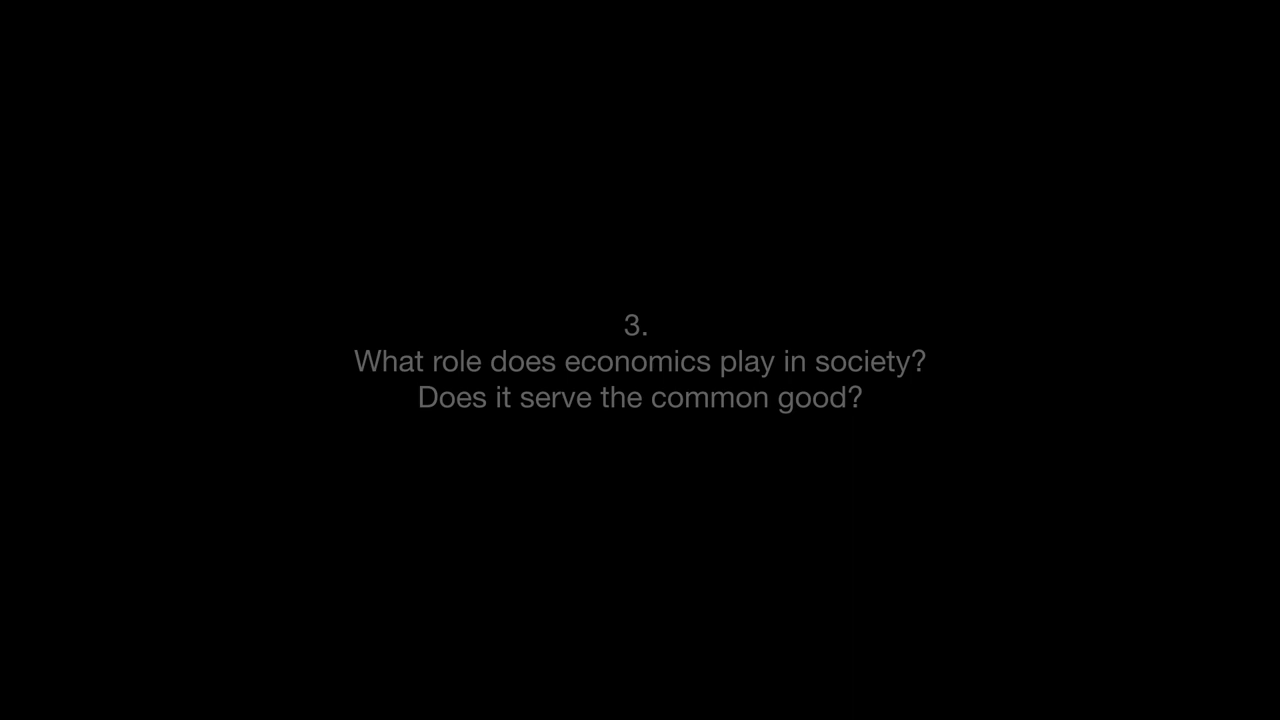 3.
What role does economics play in society?
Does it serve the common good?